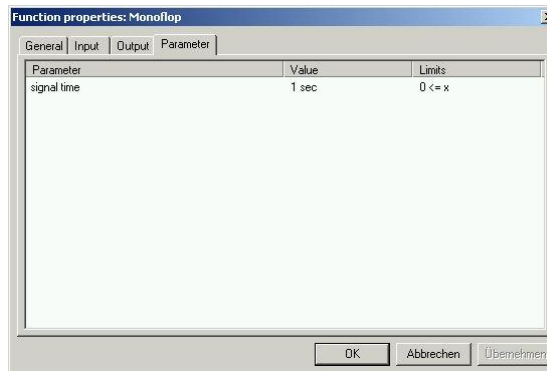 Function properties: Monoflop
General Input Output Parameter
Parameter Value Limits
signal time 1 sec 0 <= x
OK Abbrechen Übernehmen